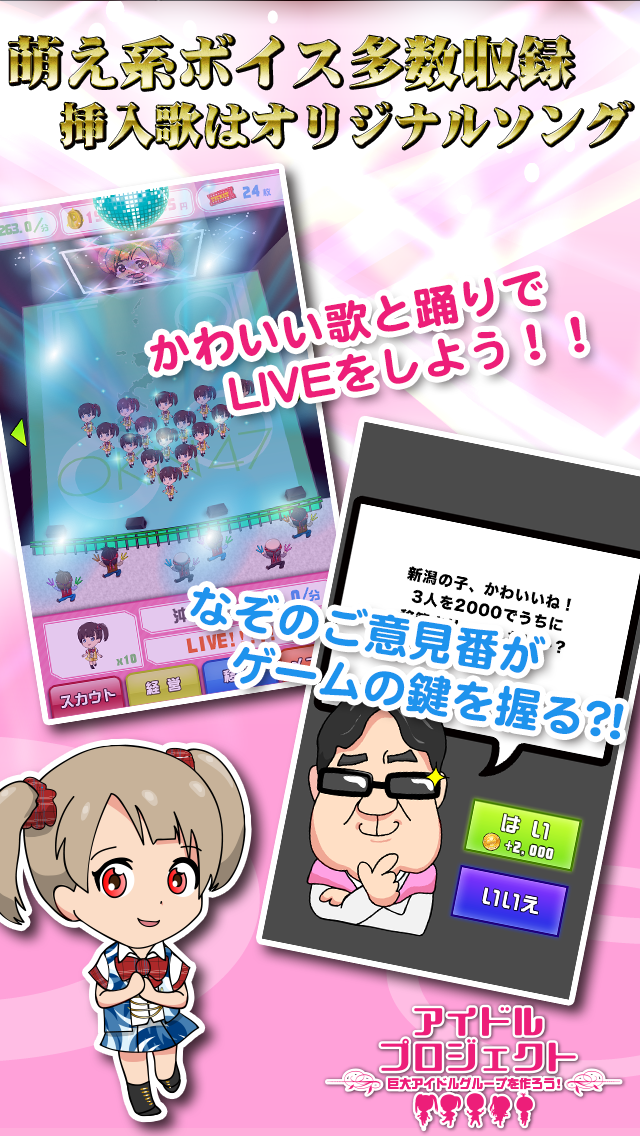 萌え系ボイス多数収録
挿入歌はオリジナルソング
24枚
かわいい歌と踊りで
LIVEをしよう！！
新潟の子、かわいいね！
3人を2000でうちに
なぞのご意見番が
ゲームの鍵を握る?!
x10
LIVE!
スカウト
経営
はい
+2,000
いいえ
アイドル
プロジェクト
巨大アイドルグループを作ろう！